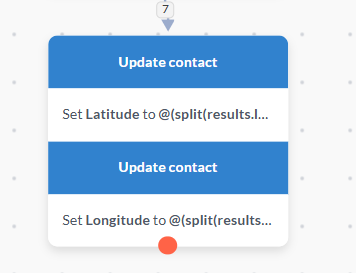 7
Update contact
Set Latitude to @(split(results.l...
Update contact
Set Longitude to @(split(results...